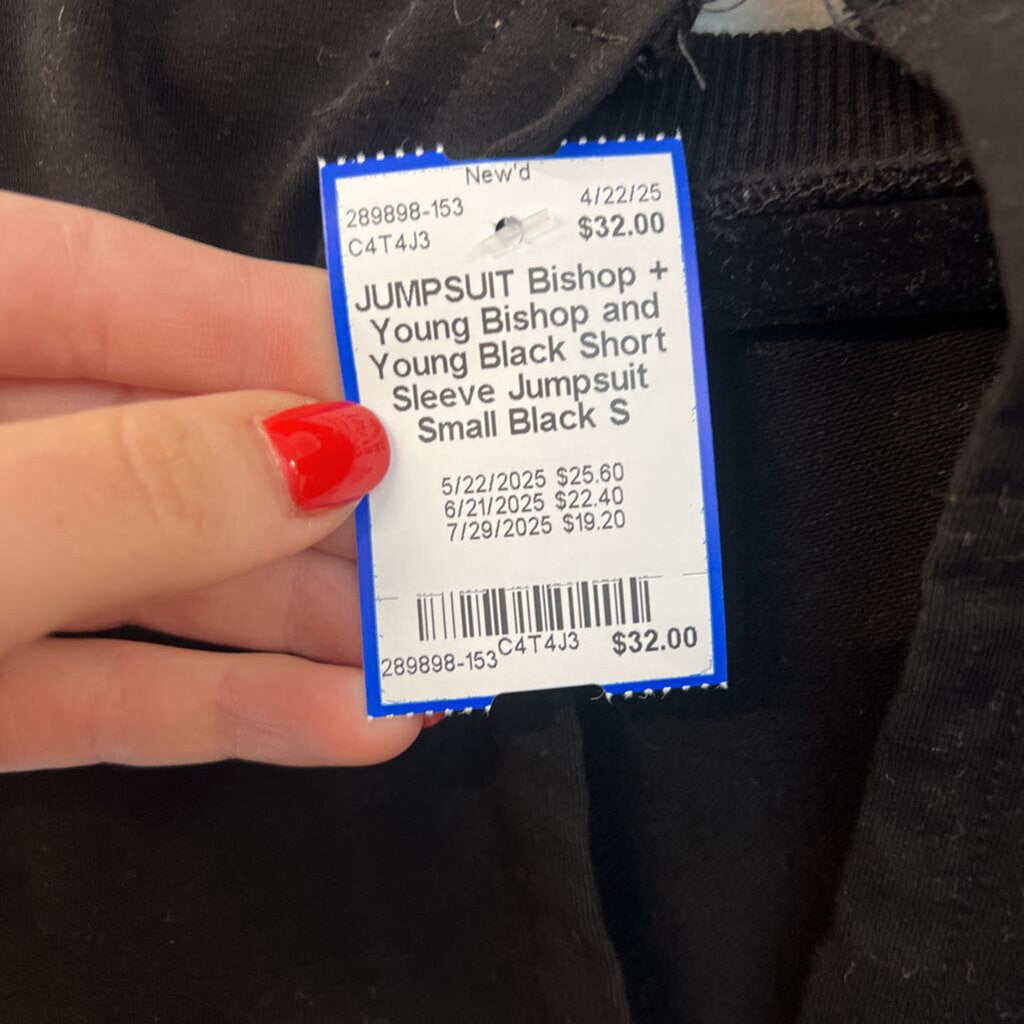 New'd
289898-153 4/22/25
C4T4J3 $32.00
JUMPSUIT Bishop +
Young Bishop and
Young Black Short
Sleeve Jumpsuit
Small Black S
5/22/2025 $25.60
6/21/2025 $22.40
7/29/2025 $19.20
289898-153 C4T4J3 $32.00